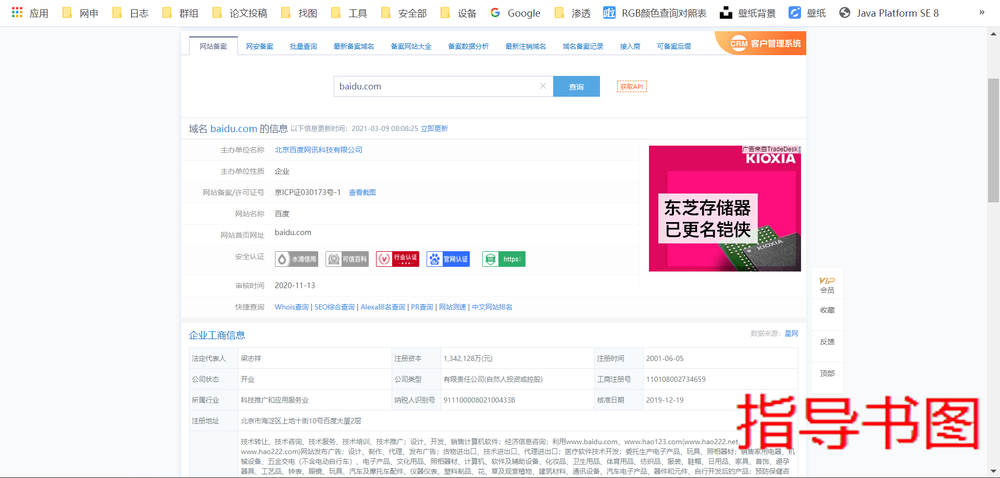 应用 网申 日志 群组 论文投稿 找图 工具 安全部 设备 Google 渗透 RGB颜色查询对照表 壁纸背景 壁纸 Java Platform SE 8 »
网站备案 网安备案 批量查询 最新备案域名 备案网站大全 备案数据分析 最新注销域名 域名备案记录 接入商 可备案后缀 CRM 客户管理系统
baidu.com 查询 获取API
域名 baidu.com 的信息 以下信息更新时间：2021-03-09 08:08:25 立即更新
主办单位名称 北京百度网讯科技有限公司
主办单位性质 企业
网站备案/许可证号 京ICP证030173号-1 查看截图
网站名称 百度
网站首页网址 baidu.com
安全认证 水滴信用 可信百科 行业认证 du 官网认证 SSL https:
审核时间 2020-11-13
快捷查询 Whois查询 | SEO综合查询 | Alexa排名查询 | PR查询 | 网站测速 | 中文网站排名
广告来自TradeDesk
KIOXIA
东芝存储器
已更名铠侠
KIOXIA
VIP
会员
收藏
反馈
顶部
企业工商信息 数据来源：星网
法定代表人 梁志祥 注册资本 1,342,128万(元) 注册时间 2001-06-05
公司状态 开业 公司类型 有限责任公司(自然人投资或控股) 工商注册号 110108002734659
所属行业 科技推广和应用服务业 纳税人识别号 91110000802100433B 核准日期 2019-12-19
注册地址 北京市海淀区上地十街10号百度大厦2层
技术转让、技术咨询、技术服务、技术培训、技术推广；设计、开发、销售计算机软件；经济信息咨询；利用www.baidu.com、www.hao123.com(www.hao222.net、
www.hao222.com)网站发布广告；设计、制作、代理、发布广告；货物进出口、技术进出口、代理进出口；医疗软件技术开发；委托生产电子产品、玩具、照相器材；销售家用电器、机
械设备、五金交电（不含电动自行车）、电子产品、文化用品、照相器材、计算机、软件及辅助设备、化妆品、卫生用品、体育用品、纺织品、服装、鞋帽、日用品、家具、首饰、避孕
器具、工艺品、钟表、眼镜、玩具、汽车及摩托车配件、仪器仪表、塑料制品、花、草及观赏植物、建筑材料、通讯设备、汽车电子产品、器件和元件、自行开发后的产品；预防保健咨
指导书图